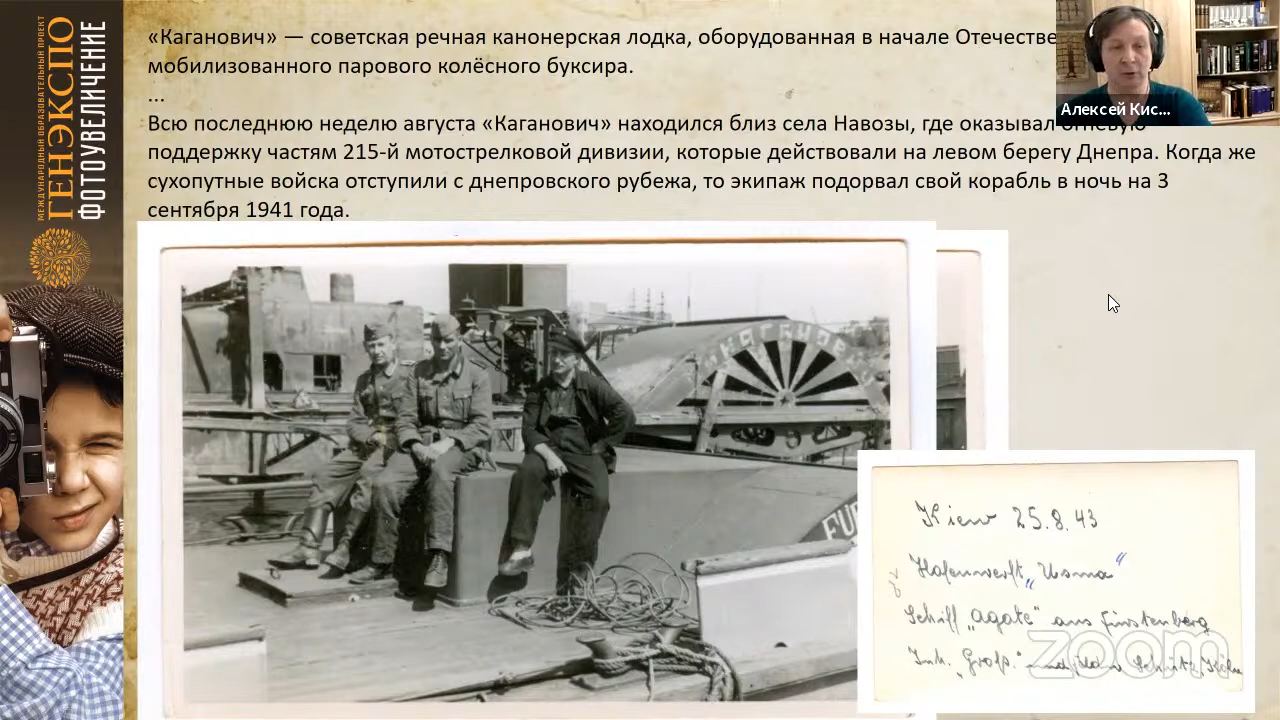 «Каганович» — советская речная канонерская лодка, оборудованная в начале Отечестве
мобилизованного парового колёсного буксира.
...
Всю последнюю неделю августа «Каганович» находился близ села Навозы, где оказывал огневую
поддержку частям 215-й мотострелковой дивизии, которые действовали на левом берегу Днепра. Когда же
сухопутные войска отступили с днепровского рубежа, то экипаж подорвал свой корабль в ночь на 3
сентября 1941 года.
Алексей Кис...
МЕЖДУНАРОДНЫЙ ОБРАЗОВАТЕЛЬНЫЙ ПРОЕКТ
ГЕНЭКСПО
ФОТОУВЕЛИЧЕНИЕ
Kiew 25.8.43
Hafenwerft „Usma“
Schiff „Agate“ aus Fürstenberg
zoom